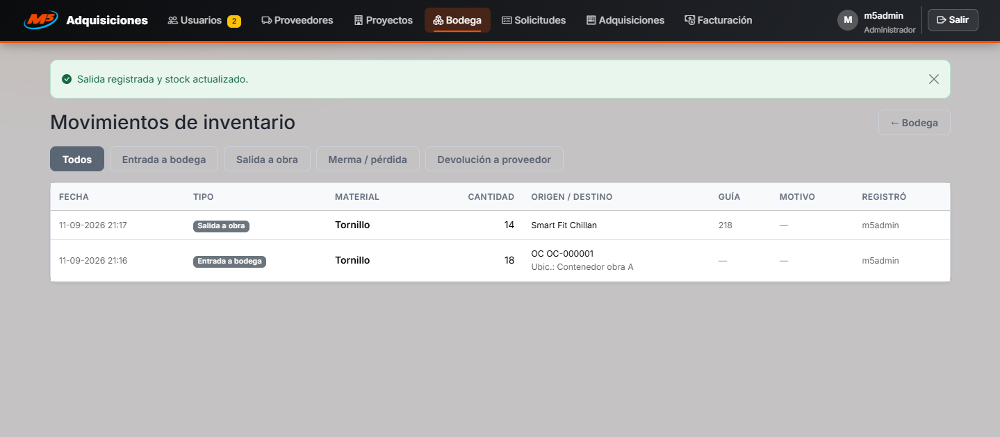 M5 Adquisiciones Usuarios 2 Proveedores Proyectos Bodega Solicitudes Adquisiciones Facturación M m5admin Administrador Salir
Salida registrada y stock actualizado.
Movimientos de inventario ← Bodega
Todos Entrada a bodega Salida a obra Merma / pérdida Devolución a proveedor
FECHA TIPO MATERIAL CANTIDAD ORIGEN / DESTINO GUÍA MOTIVO REGISTRÓ
11-09-2026 21:17 Salida a obra Tornillo 14 Smart Fit Chillan 218 — m5admin
11-09-2026 21:16 Entrada a bodega Tornillo 18 OC OC-000001 — — m5admin
Ubic.: Contenedor obra A